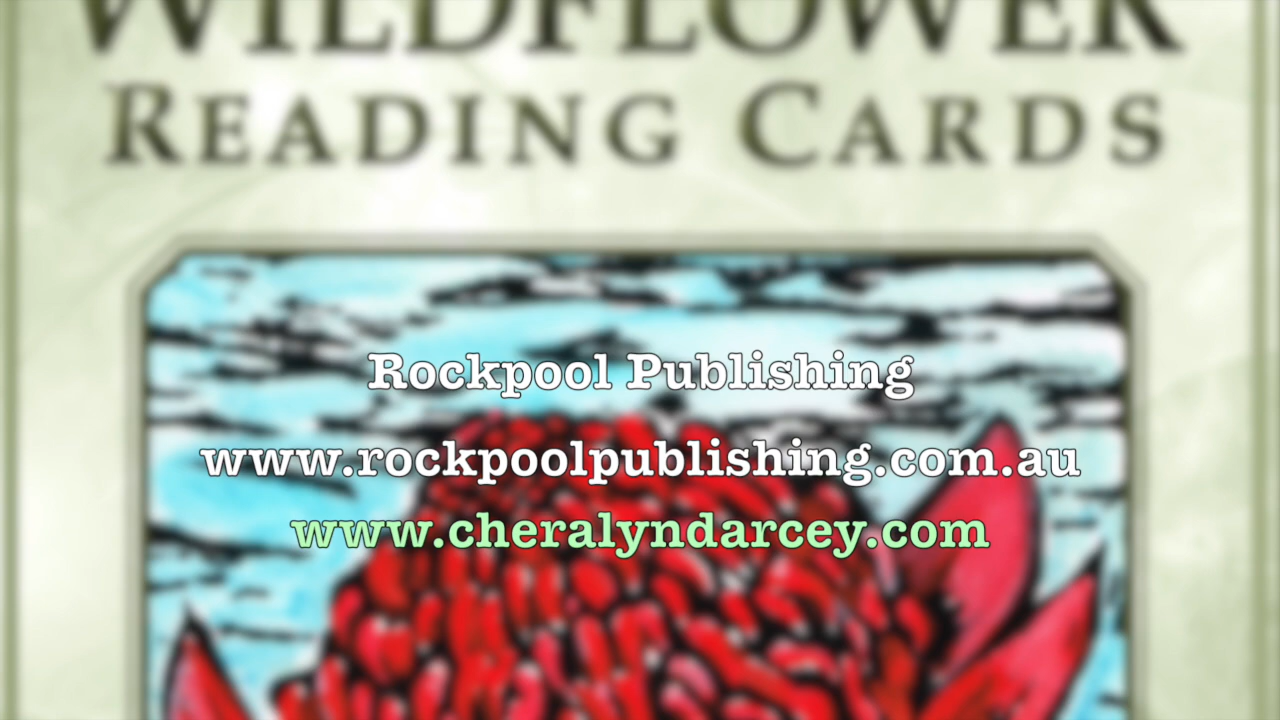 WILDFLOWER
READING CARDS
Rockpool Publishing
www.rockpoolpublishing.com.au
www.cheralyndarcey.com